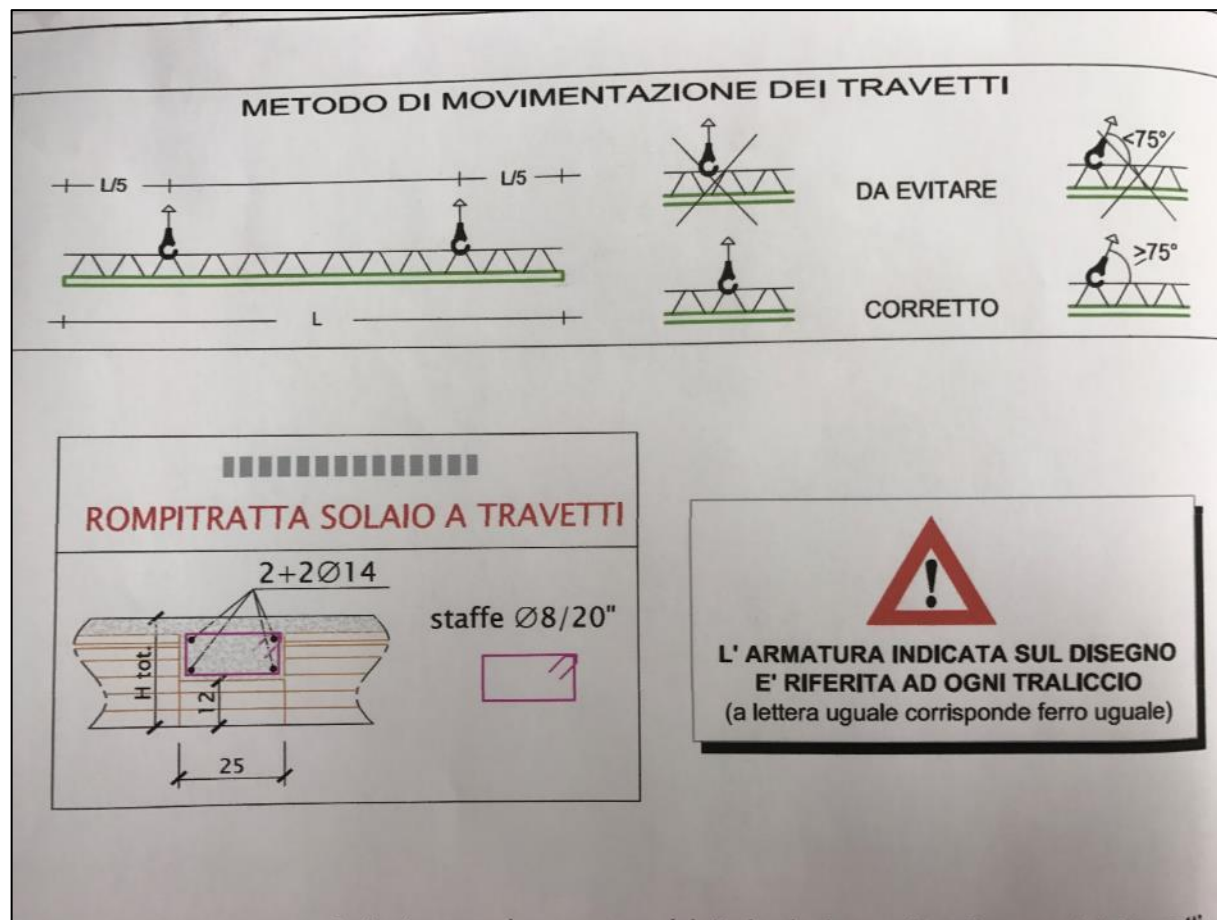 METODO DI MOVIMENTAZIONE DEI TRAVETTI
L/5
L/5
L
DA EVITARE
<75°
CORRETTO
≥75°
ROMPITRATTA SOLAIO A TRAVETTI
2+2Ø14
staffe Ø8/20"
H tot.
12
25
!
L' ARMATURA INDICATA SUL DISEGNO
E' RIFERITA AD OGNI TRALICCIO
(a lettera uguale corrisponde ferro uguale)